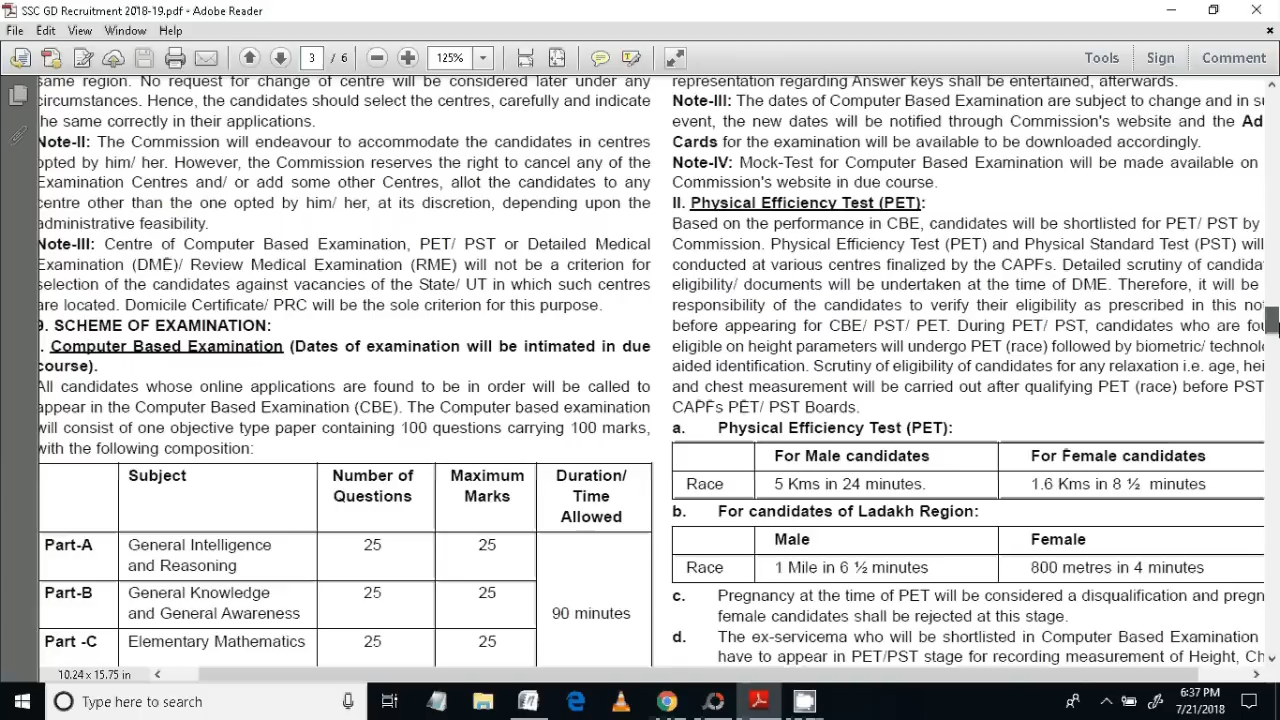 SSC GD Recruitment 2018-19.pdf - Adobe Reader
File Edit View Window Help
3 / 6 125% Tools Sign Comment
same region. No request for change of centre will be considered later under any
circumstances. Hence, the candidates should select the centres, carefully and indicate
the same correctly in their applications.
Note-II: The Commission will endeavour to accommodate the candidates in centres
opted by him/ her. However, the Commission reserves the right to cancel any of the
Examination Centres and/ or add some other Centres, allot the candidates to any
centre other than the one opted by him/ her, at its discretion, depending upon the
administrative feasibility.
Note-III: Centre of Computer Based Examination, PET/ PST or Detailed Medical
Examination (DME)/ Review Medical Examination (RME) will not be a criterion for
selection of the candidates against vacancies of the State/ UT in which such centres
are located. Domicile Certificate/ PRC will be the sole criterion for this purpose.
9. SCHEME OF EXAMINATION:
. Computer Based Examination (Dates of examination will be intimated in due
course).
All candidates whose online applications are found to be in order will be called to
appear in the Computer Based Examination (CBE). The Computer based examination
will consist of one objective type paper containing 100 questions carrying 100 marks,
with the following composition:
Subject Number of Questions Maximum Marks Duration/ Time Allowed
Part-A General Intelligence and Reasoning 25 25
Part-B General Knowledge and General Awareness 25 25 90 minutes
Part -C Elementary Mathematics 25 25
representation regarding Answer keys shall be entertained, afterwards.
Note-III: The dates of Computer Based Examination are subject to change and in su
event, the new dates will be notified through Commission's website and the Ad
Cards for the examination will be available to be downloaded accordingly.
Note-IV: Mock-Test for Computer Based Examination will be made available on
Commission's website in due course.
II. Physical Efficiency Test (PET):
Based on the performance in CBE, candidates will be shortlisted for PET/ PST by
Commission. Physical Efficiency Test (PET) and Physical Standard Test (PST) will
conducted at various centres finalized by the CAPFs. Detailed scrutiny of candida
eligibility/ documents will be undertaken at the time of DME. Therefore, it will be
responsibility of the candidates to verify their eligibility as prescribed in this no
before appearing for CBE/ PST/ PET. During PET/ PST, candidates who are fou
eligible on height parameters will undergo PET (race) followed by biometric/ technol
aided identification. Scrutiny of eligibility of candidates for any relaxation i.e. age, hei
and chest measurement will be carried out after qualifying PET (race) before PST
CAPFs PET/ PST Boards.
a. Physical Efficiency Test (PET):
For Male candidates For Female candidates
Race 5 Kms in 24 minutes. 1.6 Kms in 8 ½ minutes
b. For candidates of Ladakh Region:
Male Female
Race 1 Mile in 6 ½ minutes 800 metres in 4 minutes
c. Pregnancy at the time of PET will be considered a disqualification and pregn
female candidates shall be rejected at this stage.
d. The ex-servicema who will be shortlisted in Computer Based Examination
have to appear in PET/PST stage for recording measurement of Height, Ch
10.24 x 15.75 in
Type here to search
6:37 PM
7/21/2018